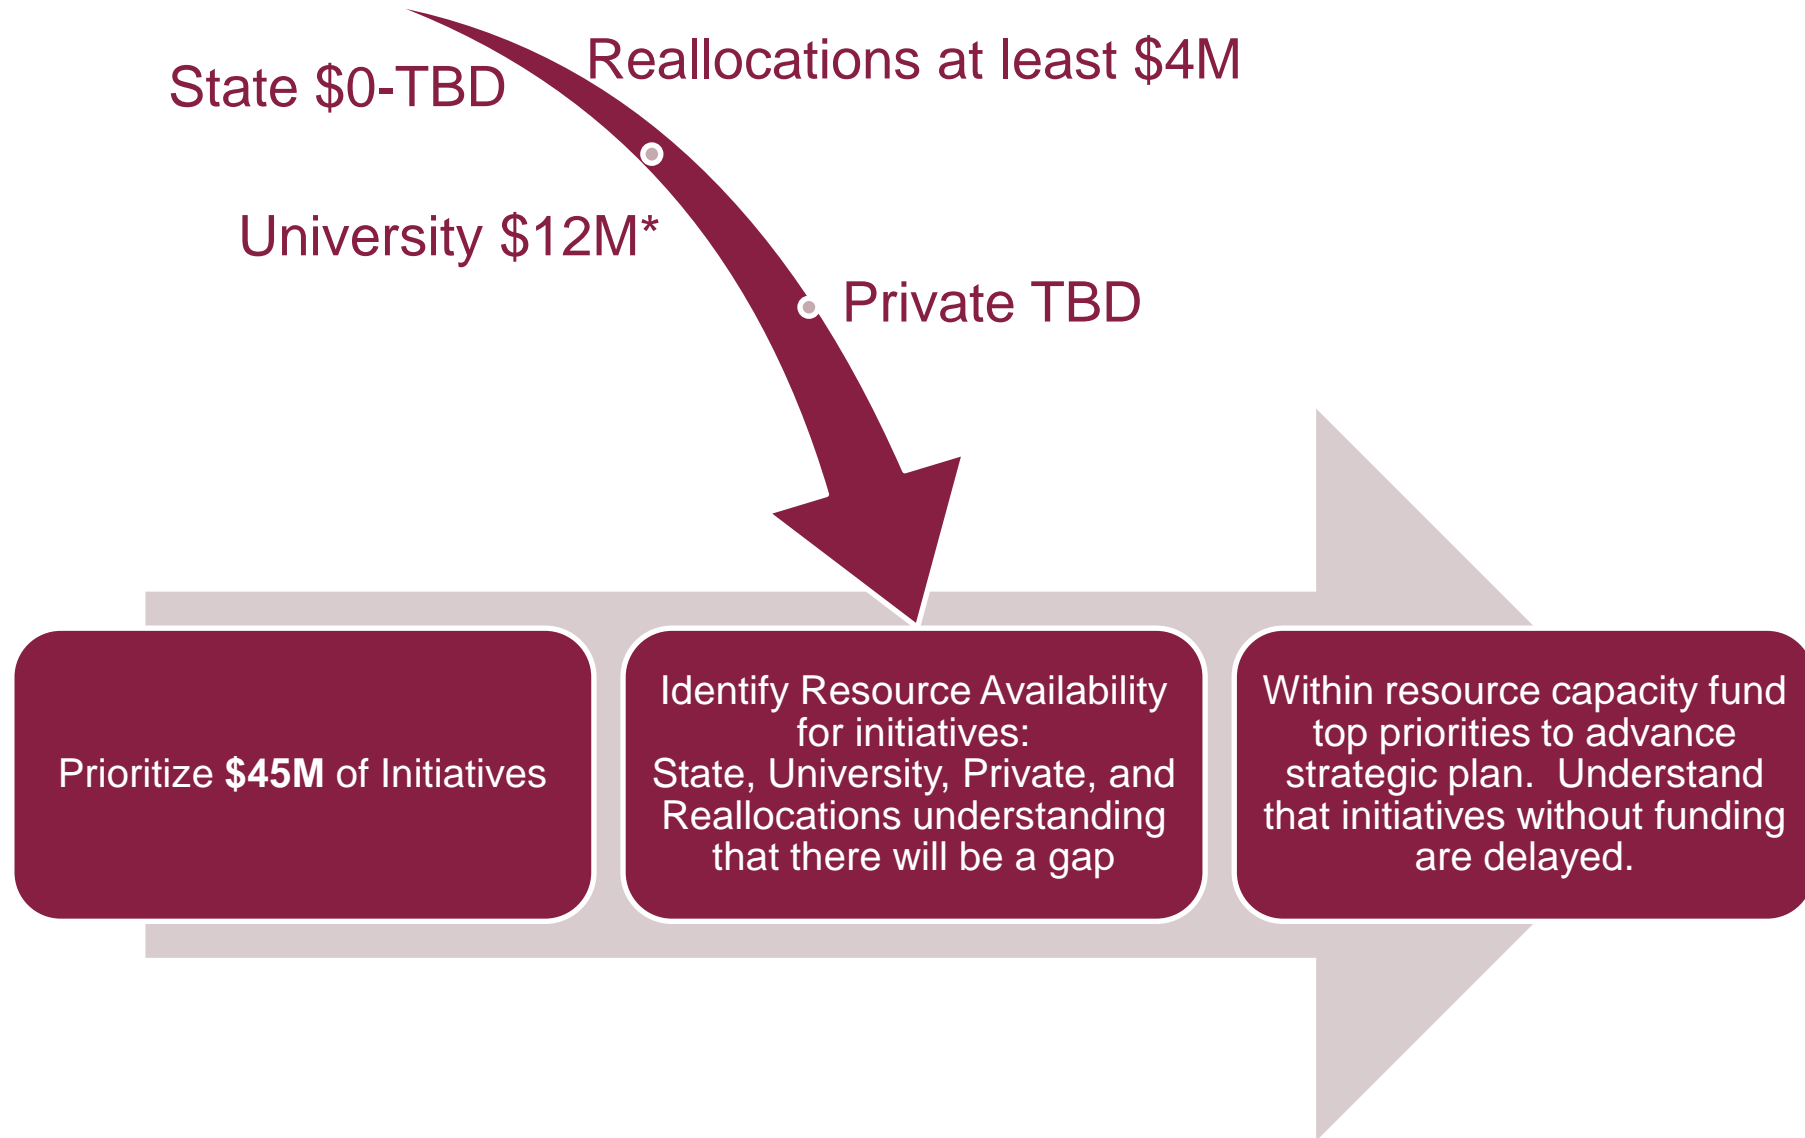 State $0-TBD
Reallocations at least $4M
University $12M*
Private TBD
Prioritize $45M of Initiatives
Identify Resource Availability
for initiatives:
State, University, Private, and
Reallocations understanding
that there will be a gap
Within resource capacity fund
top priorities to advance
strategic plan.  Understand
that initiatives without funding
are delayed.